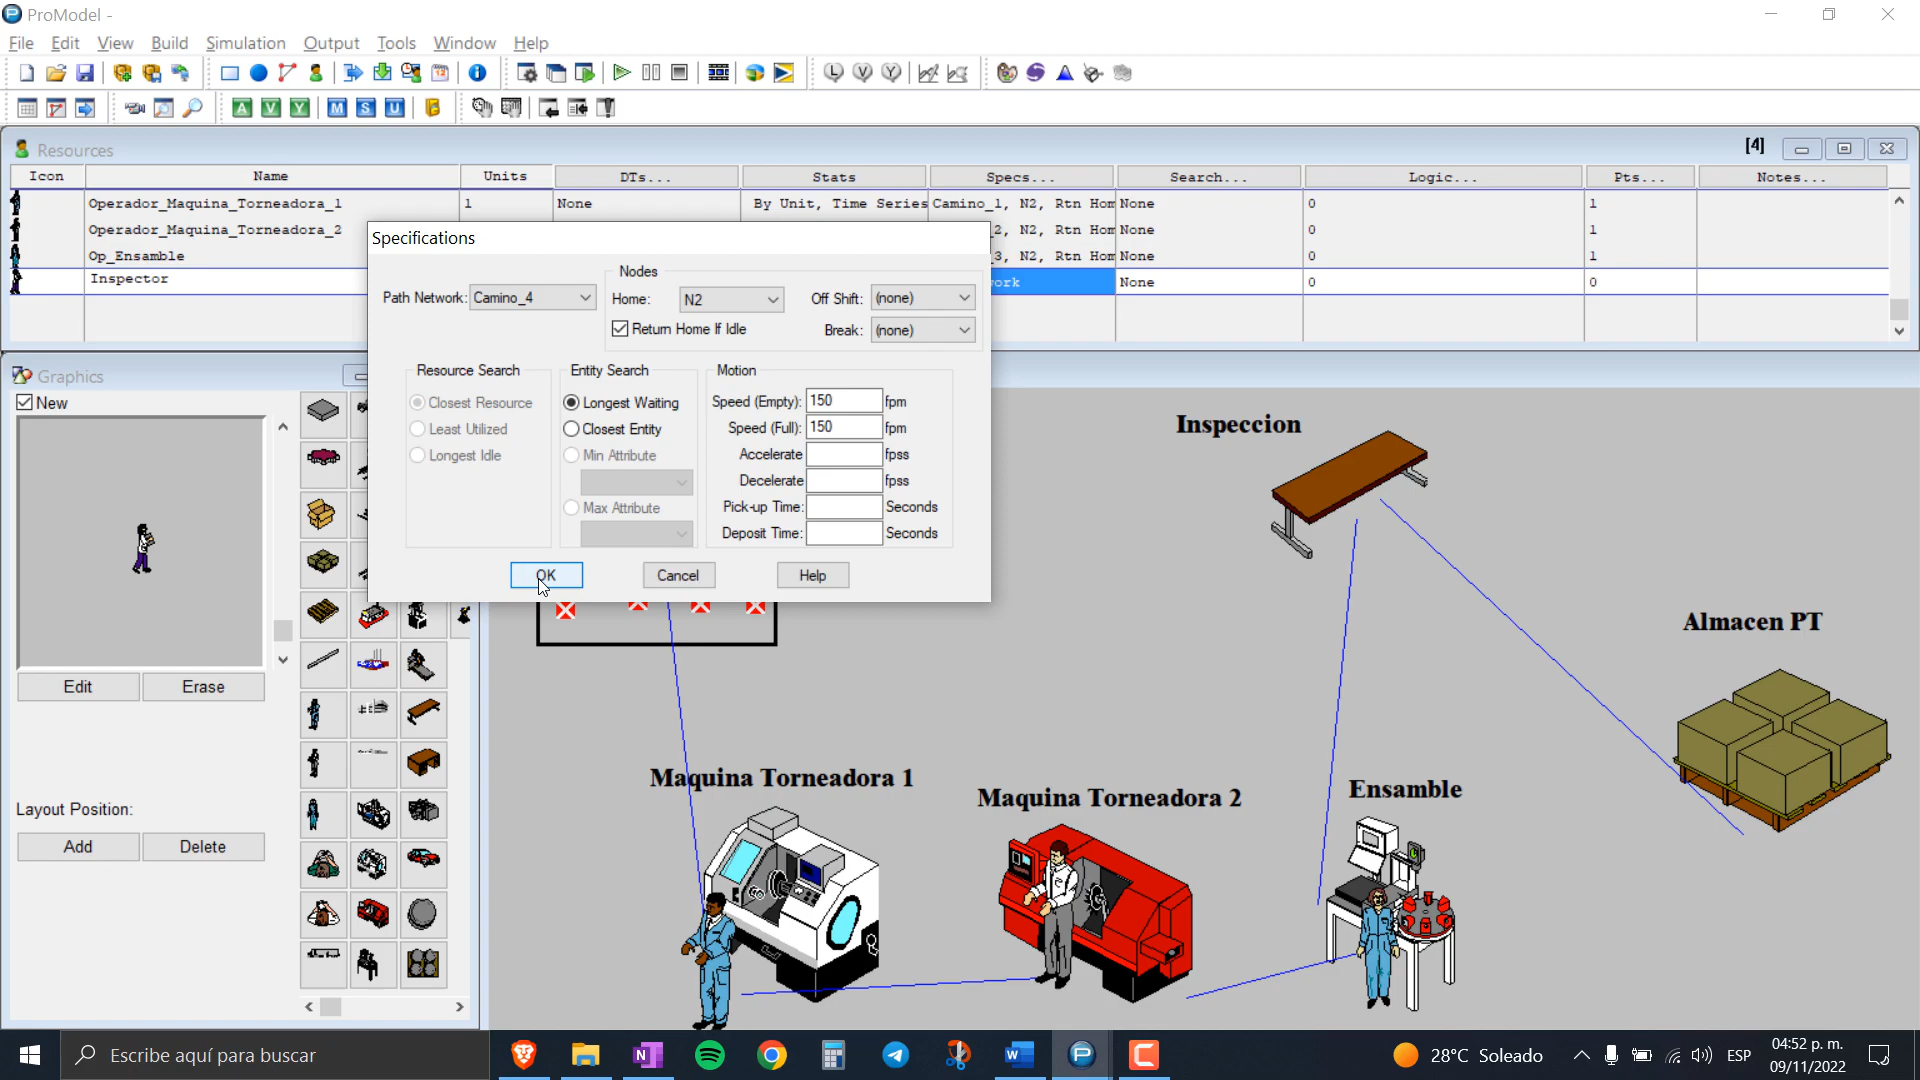 ProModel -
File Edit View Build Simulation Output Tools Window Help
Resources [4]
Icon Name Units DTs... Stats Specs... Search... Logic... Pts... Notes...
Operador_Maquina_Torneadora_1 1 None By Unit, Time Series Camino_1, N2, Rtn Hom None 0 1
Operador_Maquina_Torneadora_2 _2, N2, Rtn Hom None 0 1
Op_Ensamble _3, N2, Rtn Hom None 0 1
Inspector work None 0 0
Specifications
Path Network: Camino_4
Nodes
Home: N2
Off Shift: (none)
Return Home If Idle
Break: (none)
Resource Search
Closest Resource
Least Utilized
Longest Idle
Entity Search
Longest Waiting
Closest Entity
Min Attribute
Max Attribute
Motion
Speed (Empty): 150 fpm
Speed (Full): 150 fpm
Accelerate fpss
Decelerate fpss
Pick-up Time: Seconds
Deposit Time: Seconds
OK Cancel Help
Graphics
New
Edit Erase
Layout Position:
Add Delete
Inspeccion
Almacen PT
Maquina Torneadora 1
Maquina Torneadora 2
Ensamble
Escribe aquí para buscar
28°C Soleado
ESP
04:52 p. m.
09/11/2022